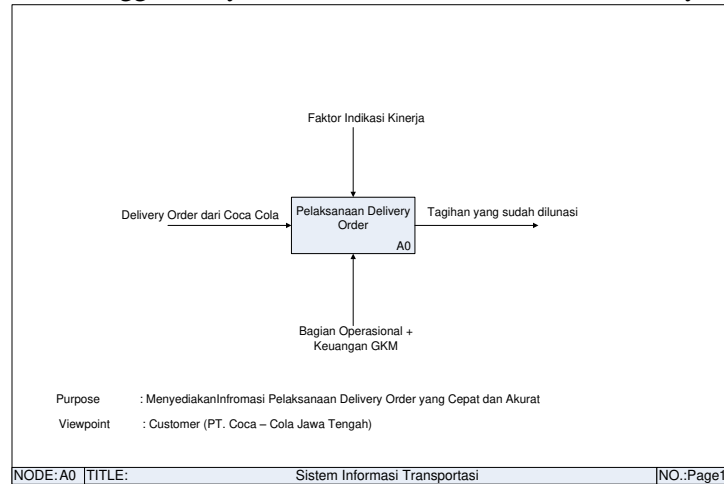 Faktor Indikasi Kinerja
Delivery Order dari Coca Cola
Pelaksanaan Delivery
Order
A0
Tagihan yang sudah dilunasi
Bagian Operasional +
Keuangan GKM
Purpose : MenyediakanInfromasi Pelaksanaan Delivery Order yang Cepat dan Akurat
Viewpoint : Customer (PT. Coca – Cola Jawa Tengah)
NODE: A0 TITLE: Sistem Informasi Transportasi NO.:Page1